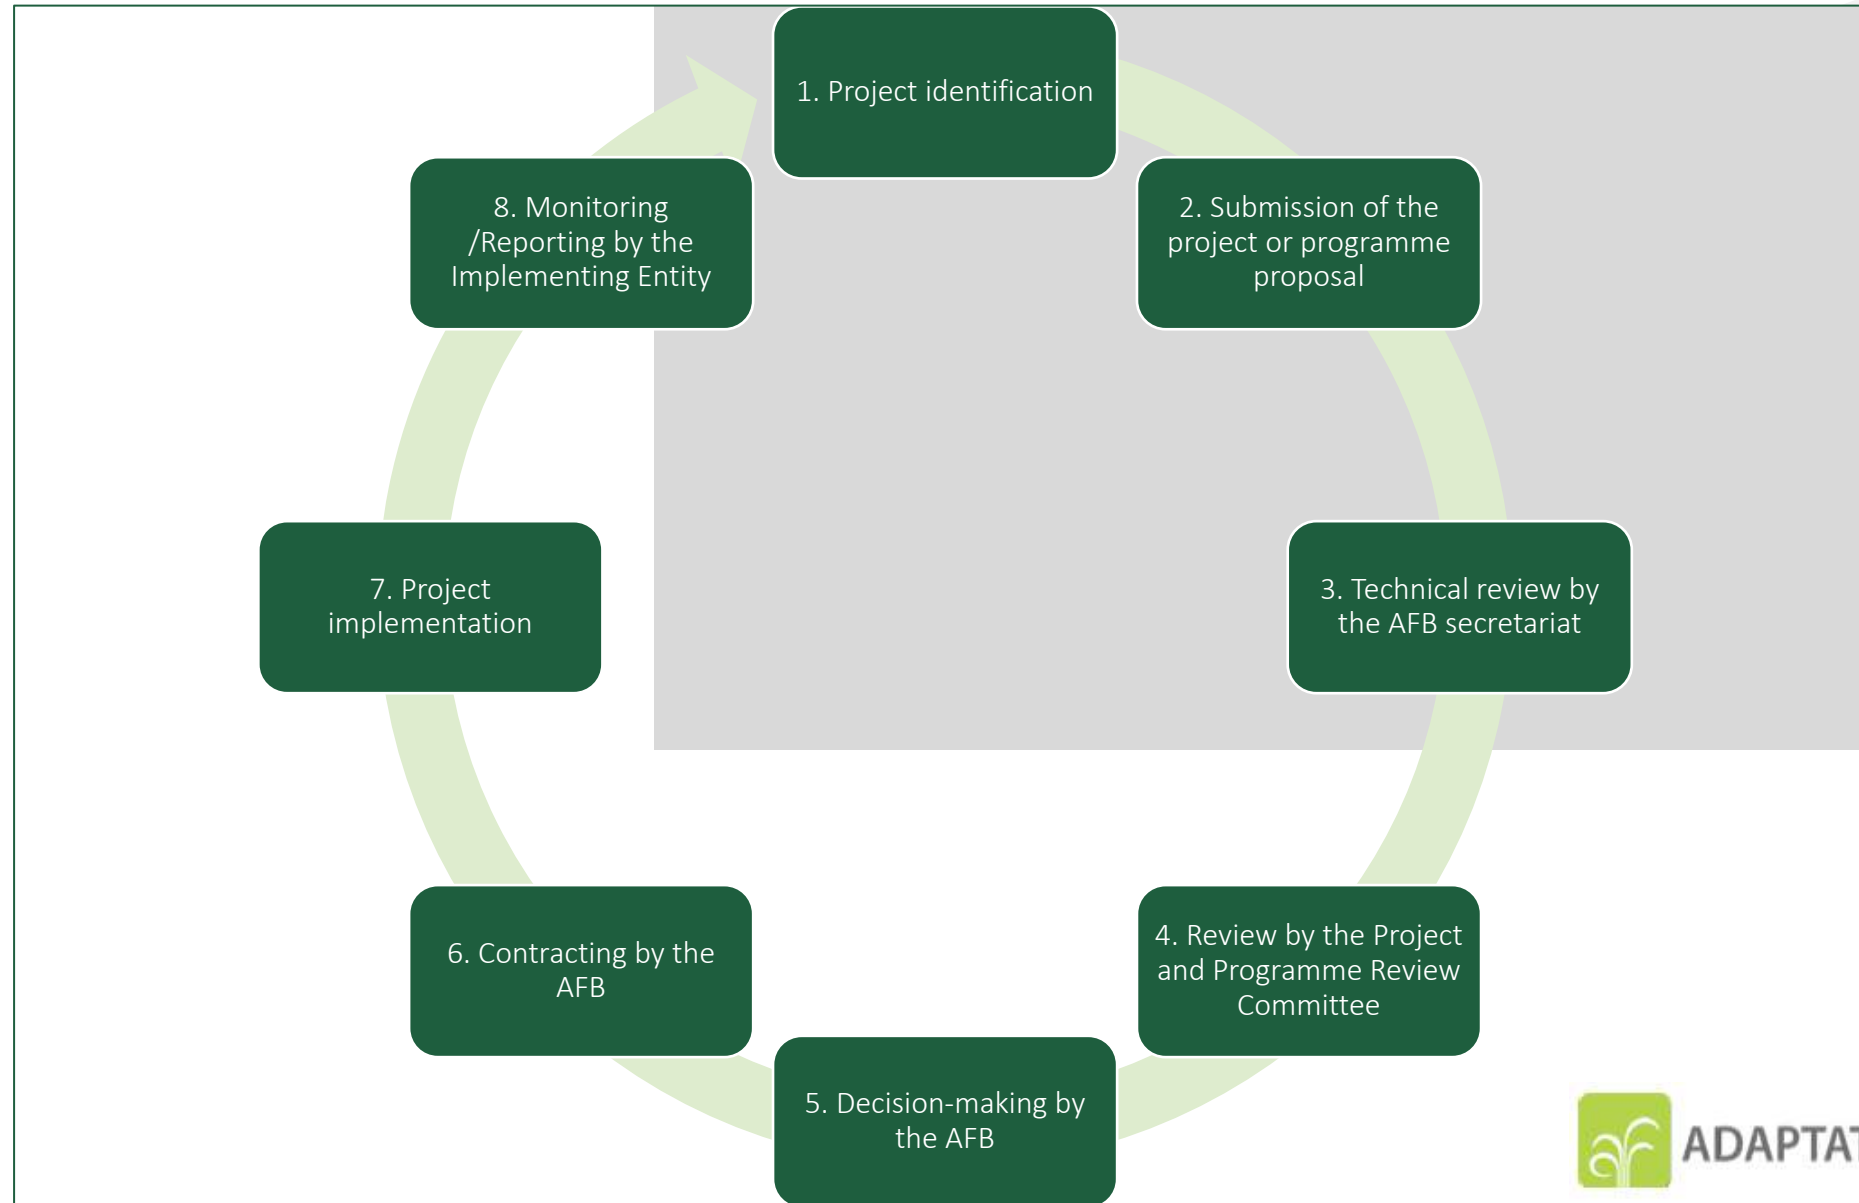 1. Project identification
2. Submission of the
project or programme
proposal
3. Technical review by
the AFB secretariat
4. Review by the Project
and Programme Review
Committee
5. Decision-making by
the AFB
6. Contracting by the
AFB
7. Project
implementation
8. Monitoring
/Reporting by the
Implementing Entity
ADAPTAT